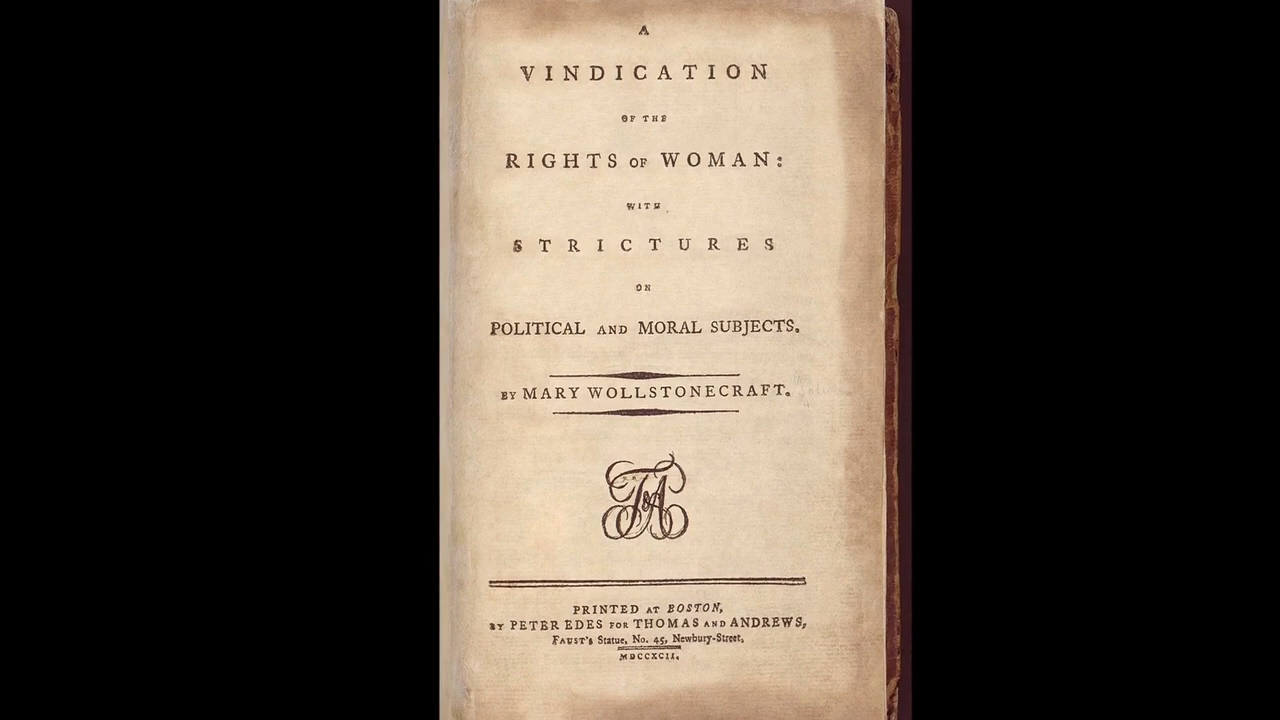 A
VINDICATION
OF THE
RIGHTS OF WOMAN:
WITH
STRICTURES
ON
POLITICAL AND MORAL SUBJECTS.
BY MARY WOLLSTONECRAFT.
T&A
PRINTED AT BOSTON,
BY PETER EDES FOR THOMAS AND ANDREWS,
FAUST's Statue, No. 45, Newbury-Street,
MDCCXCII.